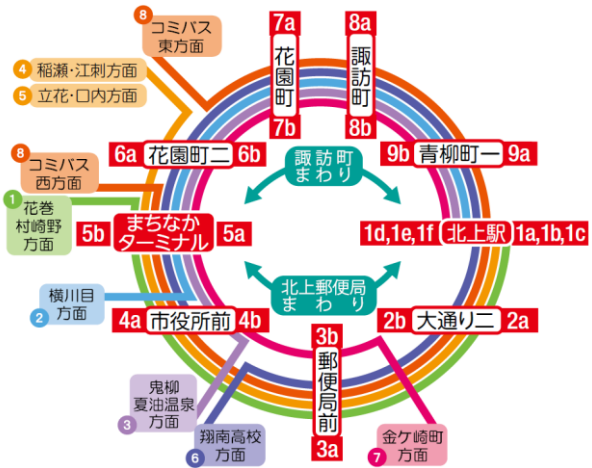 8
コミバス
東方面
7a
花園町
7b
8a
諏訪町
8b
4
稲瀬・江刺方面
5
立花・口内方面
6a
花園町二
6b
諏訪町
まわり
9b
青柳町一
9a
8
コミバス
西方面
1
花巻
村崎野
方面
5b
まちなか
ターミナル
5a
1d,1e,1f
北上駅
1a,1b,1c
北上郵便局
まわり
横川目
方面
2
4a
市役所前
4b
3b
郵便局前
3a
2b
大通り二
2a
鬼柳
夏油温泉
方面
3
翔南高校
方面
6
金ケ崎町
方面
7